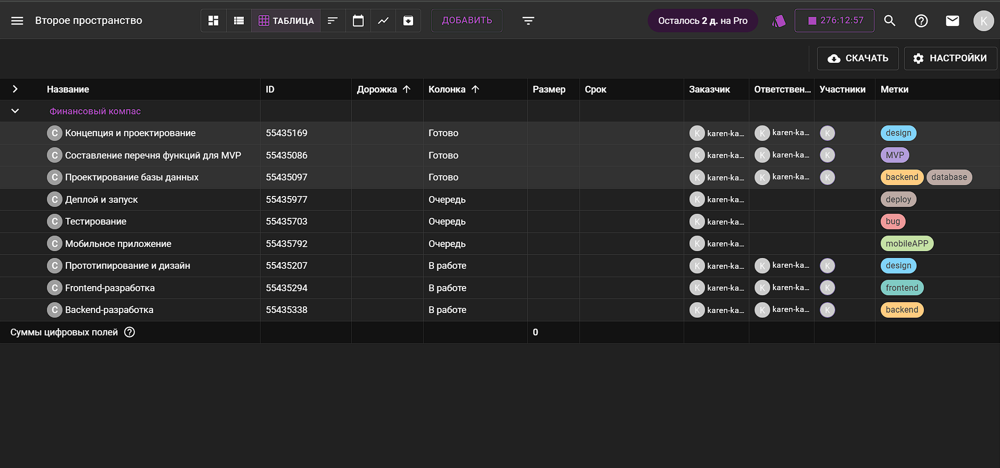 Второе пространство ТАБЛИЦА ДОБАВИТЬ Осталось 2 д. на Pro 276:12:57 K
СКАЧАТЬ НАСТРОЙКИ
Название ID Дорожка Колонка Размер Срок Заказчик Ответствен... Участники Метки
Финансовый компас
C Концепция и проектирование 55435169 Готово K karen-ka... K karen-ka... K design
C Составление перечня функций для MVP 55435086 Готово K karen-ka... K karen-ka... K MVP
C Проектирование базы данных 55435097 Готово K karen-ka... K karen-ka... K backend database
C Деплой и запуск 55435977 Очередь K karen-ka... deploy
C Тестирование 55435703 Очередь K karen-ka... bug
C Мобильное приложение 55435792 Очередь K karen-ka... mobileAPP
C Прототипирование и дизайн 55435207 В работе K karen-ka... K karen-ka... K design
C Frontend-разработка 55435294 В работе K karen-ka... K karen-ka... K frontend
C Backend-разработка 55435338 В работе K karen-ka... K karen-ka... K backend
Суммы цифровых полей 0